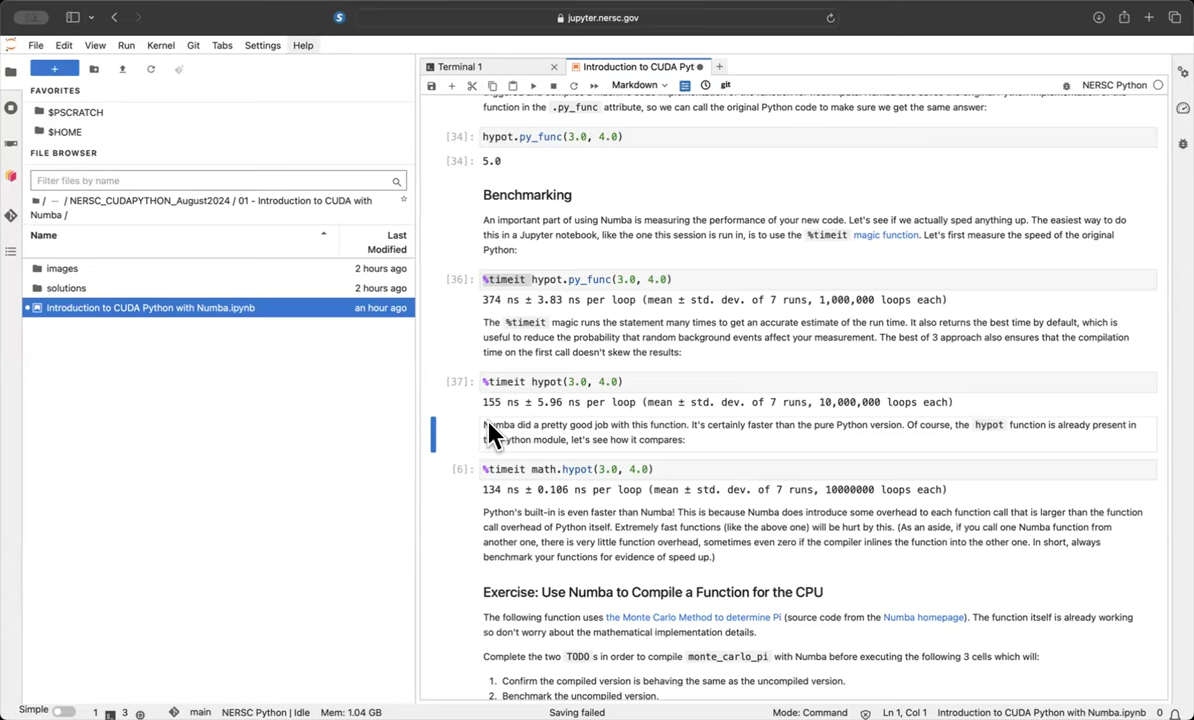 jupyter.nersc.gov
File Edit View Run Kernel Git Tabs Settings Help
FAVORITES
$PSCRATCH
$HOME
FILE BROWSER
Filter files by name
/ ··· / NERSC_CUDAPYTHON_August2024 / 01 - Introduction to CUDA with
Numba /
Name Last
Modified
images 2 hours ago
solutions 2 hours ago
Introduction to CUDA Python with Numba.ipynb an hour ago
Terminal 1
Introduction to CUDA Pyt
Markdown
git
NERSC Python
function in the .py_func attribute, so we can call the original Python code to make sure we get the same answer:
[34]: hypot.py_func(3.0, 4.0)
[34]: 5.0
Benchmarking
An important part of using Numba is measuring the performance of your new code. Let's see if we actually sped anything up. The easiest way to do
this in a Jupyter notebook, like the one this session is run in, is to use the %timeit magic function. Let's first measure the speed of the original
Python:
[36]: %timeit hypot.py_func(3.0, 4.0)
374 ns ± 3.83 ns per loop (mean ± std. dev. of 7 runs, 1,000,000 loops each)
The %timeit magic runs the statement many times to get an accurate estimate of the run time. It also returns the best time by default, which is
useful to reduce the probability that random background events affect your measurement. The best of 3 approach also ensures that the compilation
time on the first call doesn't skew the results:
[37]: %timeit hypot(3.0, 4.0)
155 ns ± 5.96 ns per loop (mean ± std. dev. of 7 runs, 10,000,000 loops each)
Numba did a pretty good job with this function. It's certainly faster than the pure Python version. Of course, the hypot function is already present in
Python module, let's see how it compares:
[6]: %timeit math.hypot(3.0, 4.0)
134 ns ± 0.106 ns per loop (mean ± std. dev. of 7 runs, 10000000 loops each)
Python's built-in is even faster than Numba! This is because Numba does introduce some overhead to each function call that is larger than the function
call overhead of Python itself. Extremely fast functions (like the above one) will be hurt by this. (As an aside, if you call one Numba function from
another one, there is very little function overhead, sometimes even zero if the compiler inlines the function into the other one. In short, always
benchmark your functions for evidence of speed up.)
Exercise: Use Numba to Compile a Function for the CPU
The following function uses the Monte Carlo Method to determine Pi (source code from the Numba homepage). The function itself is already working
so don't worry about the mathematical implementation details.
Complete the two TODO s in order to compile monte_carlo_pi with Numba before executing the following 3 cells which will:
1. Confirm the compiled version is behaving the same as the uncompiled version.
2. Benchmark the uncompiled version.
Simple 1 3 main NERSC Python | Idle Mem: 1.04 GB Saving failed Mode: Command Ln 1, Col 1 Introduction to CUDA Python with Numba.ipynb 0